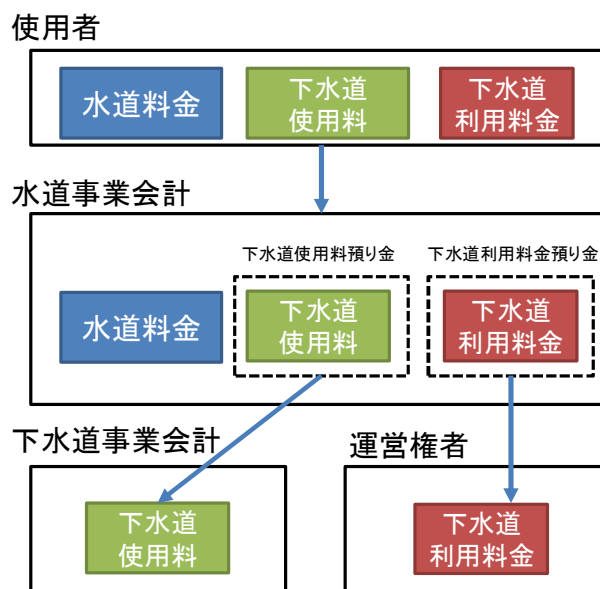 使用者
水道料金
下水道
使用料
下水道
利用料金
水道事業会計
下水道使用料預り金
下水道利用料金預り金
水道料金
下水道
使用料
下水道
利用料金
下水道事業会計
運営権者
下水道
使用料
下水道
利用料金